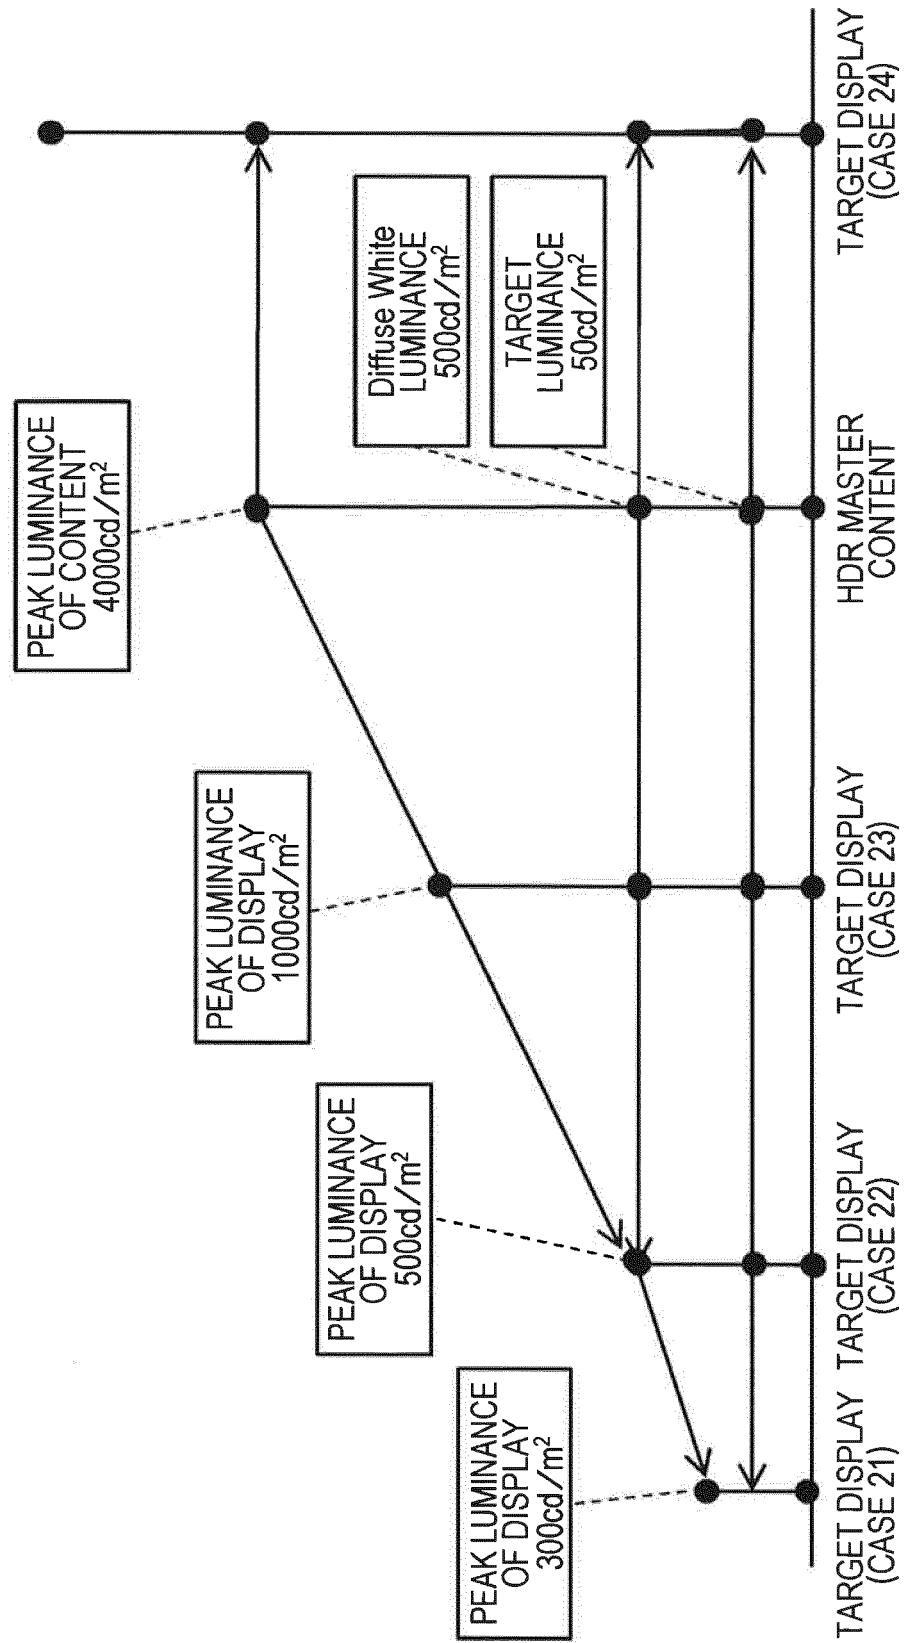 PEAK LUMINANCE
OF CONTENT
4000cd/m²
PEAK LUMINANCE
OF DISPLAY
1000cd/m²
PEAK LUMINANCE
OF DISPLAY
500cd/m²
PEAK LUMINANCE
OF DISPLAY
300cd/m²
Diffuse White
LUMINANCE
500cd/m²
TARGET
LUMINANCE
50cd/m²
TARGET DISPLAY
(CASE 21)
TARGET DISPLAY
(CASE 22)
TARGET DISPLAY
(CASE 23)
HDR MASTER
CONTENT
TARGET DISPLAY
(CASE 24)